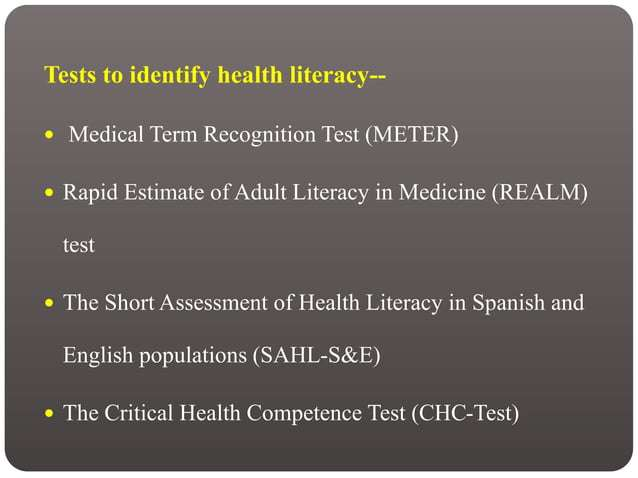 Tests to identify health literacy--
Medical Term Recognition Test (METER)
Rapid Estimate of Adult Literacy in Medicine (REALM)
test
The Short Assessment of Health Literacy in Spanish and
English populations (SAHL-S&E)
The Critical Health Competence Test (CHC-Test)